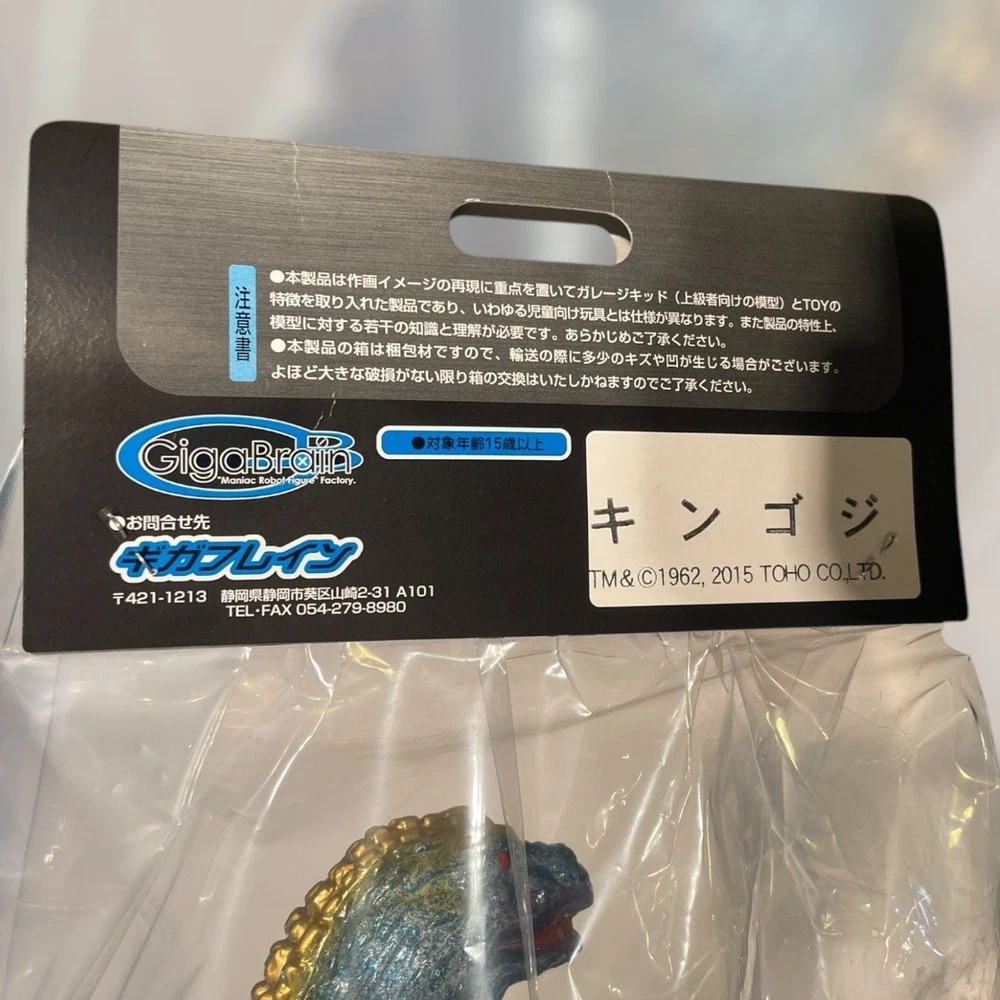 注意書
●本製品は作画イメージの再現に重点を置いてガレージキッド（上級者向けの模型）とTOYの
特徴を取り入れた製品であり、いわゆる児童向け玩具とは仕様が異なります。また製品の特性上、
模型に対する若干の知識と理解が必要です。あらかじめご了承ください。
●本製品の箱は梱包材ですので、輸送の際に多少のキズや凹が生じる場合がございます。
よほど大きな破損がない限り箱の交換はいたしかねますのでご了承ください。
GigaBrain
"Maniac Robot Figure" Factory.
●対象年齢15歳以上
●お問合せ先
ギガブレイン
〒421-1213 静岡県静岡市葵区山崎2-31 A101
TEL・FAX 054-279-8980
キンゴジ
TM&©1962, 2015 TOHO CO.,LTD.